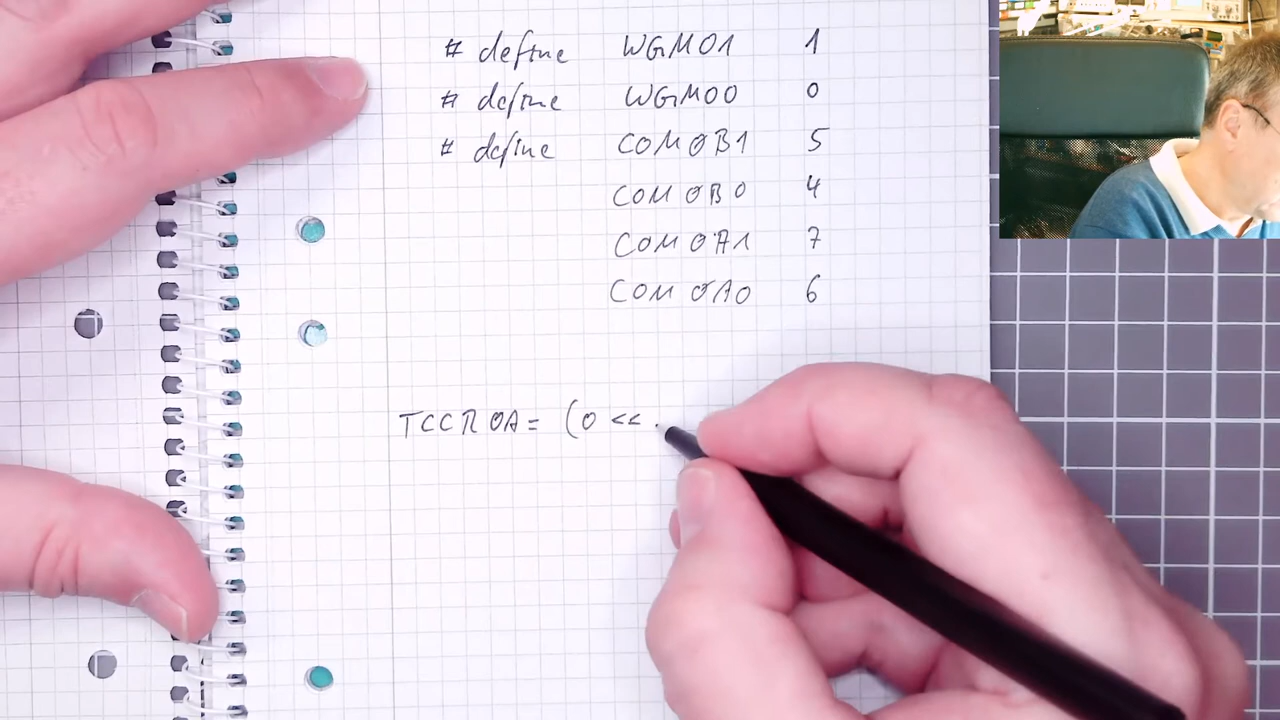 # define WGM01 1
# define WGM00 0
# define COM0B1 5
COM0B0 4
COM0A1 7
COM0A0 6
TCCR0A= (0 <<